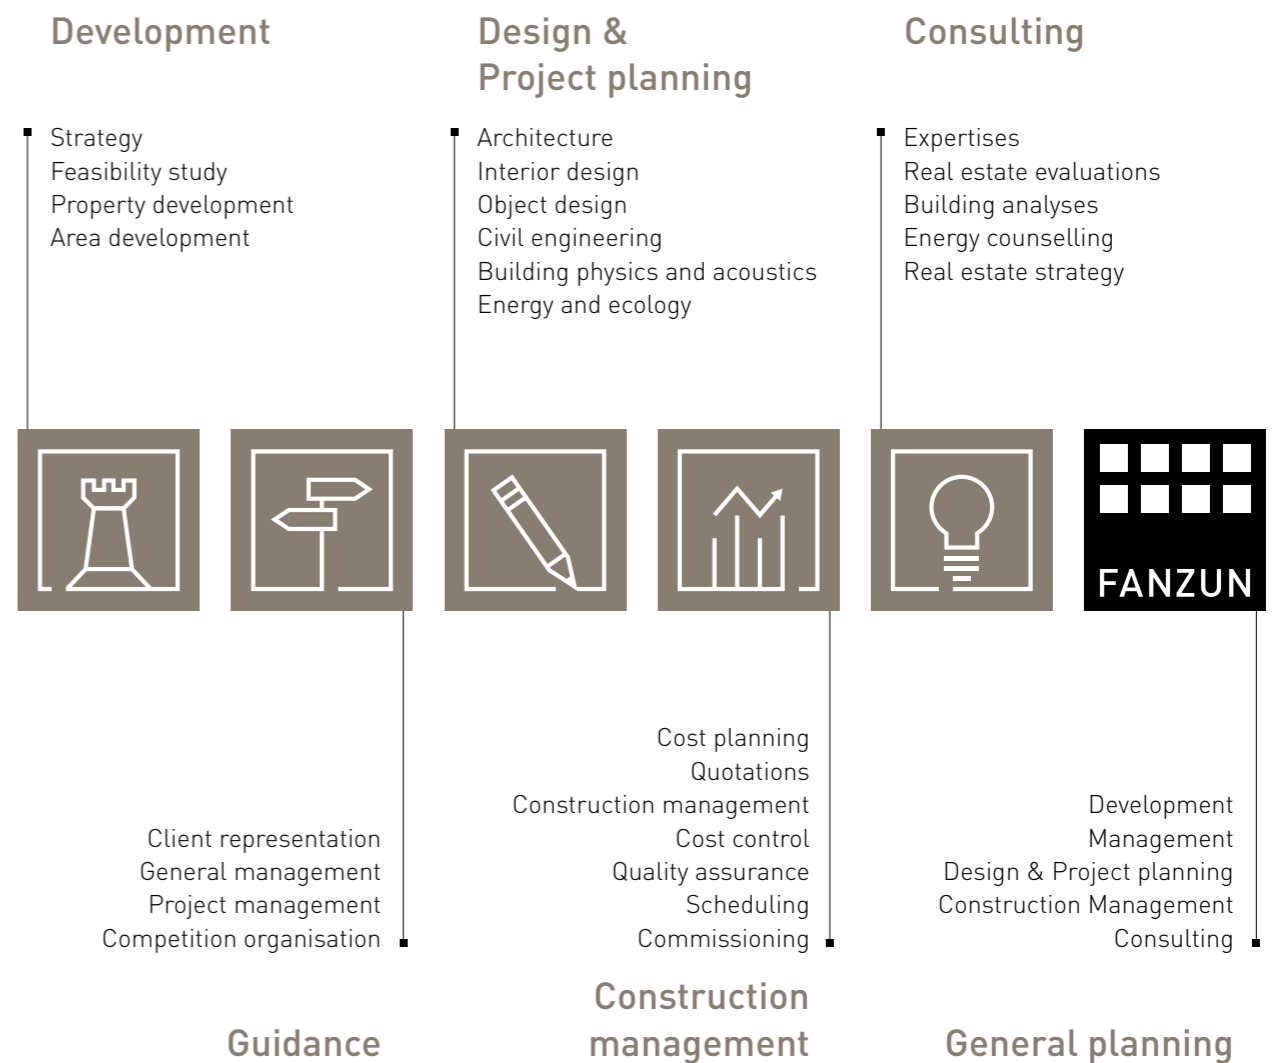 Development
Strategy
Feasibility study
Property development
Area development
Design &
Project planning
Architecture
Interior design
Object design
Civil engineering
Building physics and acoustics
Energy and ecology
Consulting
Expertises
Real estate evaluations
Building analyses
Energy counselling
Real estate strategy
FANZUN
Client representation
General management
Project management
Competition organisation
Guidance
Cost planning
Quotations
Construction management
Cost control
Quality assurance
Scheduling
Commissioning
Construction
management
Development
Management
Design & Project planning
Construction Management
Consulting
General planning